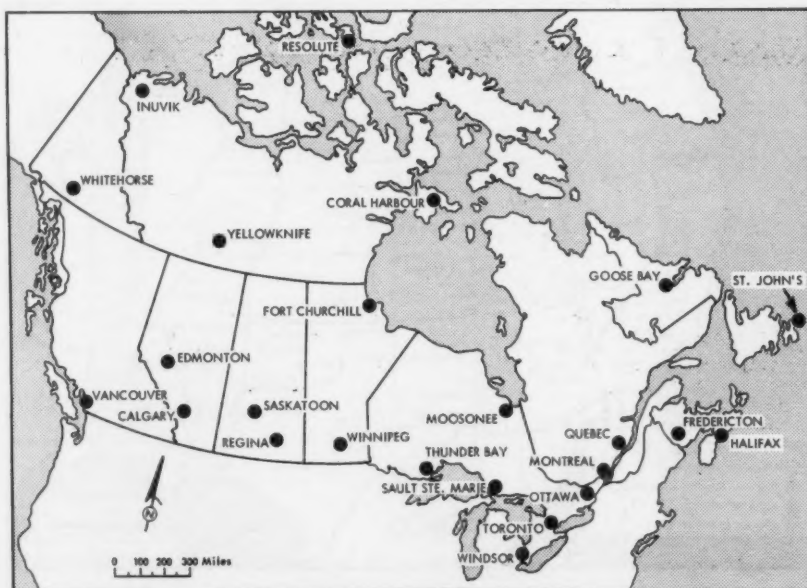 RESOLUTE
INUVIK
WHITEHORSE
CORAL HARBOUR
YELLOWKNIFE
GOOSE BAY
ST. JOHN'S
FORT CHURCHILL
EDMONTON
VANCOUVER
CALGARY
SASKATOON
REGINA
WINNIPEG
MOOSONEE
THUNDER BAY
QUEBEC
FREDERICTON
HALIFAX
MONTREAL
SAULT STE. MARIE
OTTAWA
TORONTO
WINDSOR
N
0 100 200 300 Miles